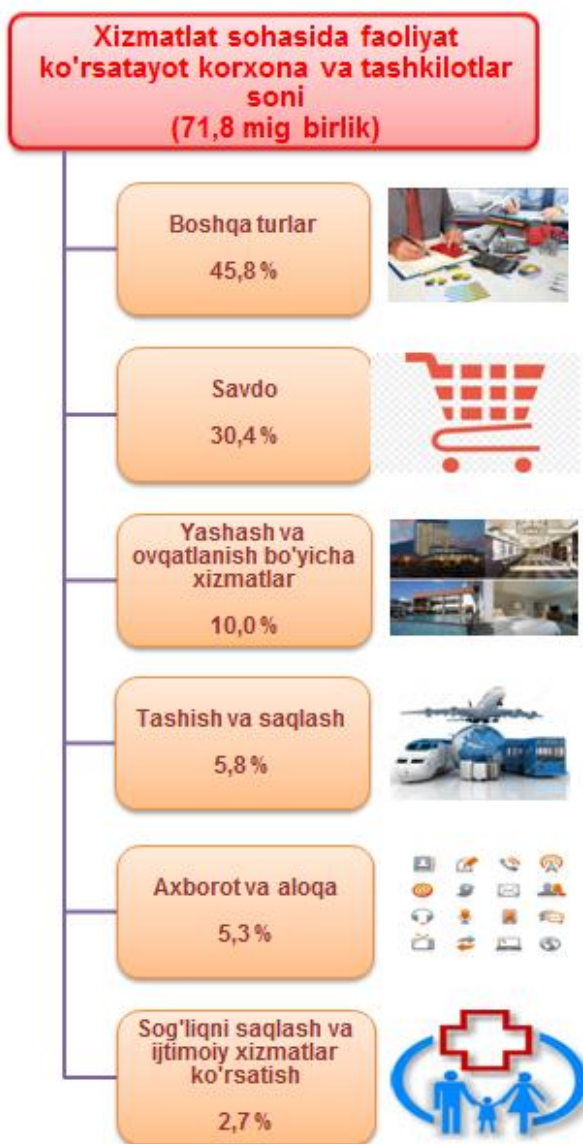 Xizmatlat sohasida faoliyat
ko'rsatayot korxona va tashkilotlar
soni
(71,8 mig birlik)
Boshqa turlar
45,8%
Savdo
30,4%
Yashash va
ovqatlanish bo'yicha
xizmatlar
10,0%
Tashish va saqlash
5,8%
Axborot va aloqa
5,3%
Sog'liqni saqlash va
ijtimoiy xizmatlar
ko'rsatish
2,7%